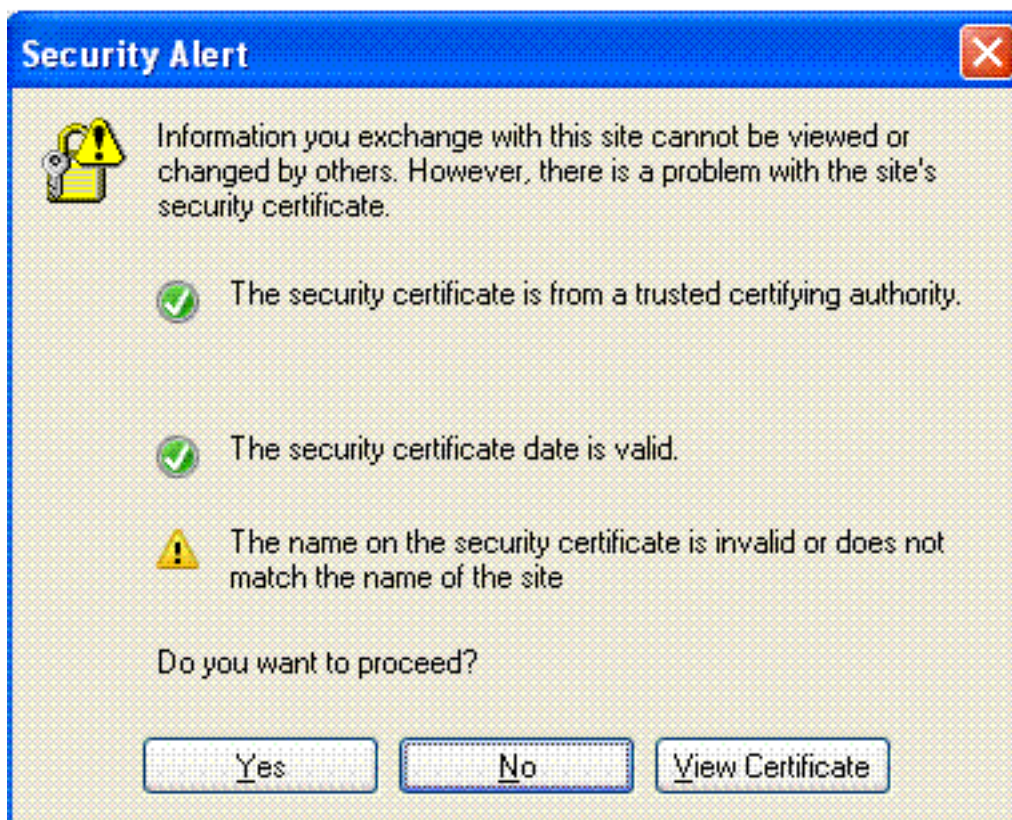 Security Alert
Information you exchange with this site cannot be viewed or
changed by others. However, there is a problem with the site's
security certificate.
The security certificate is from a trusted certifying authority.
The security certificate date is valid.
The name on the security certificate is invalid or does not
match the name of the site
Do you want to proceed?
Yes
No
View Certificate